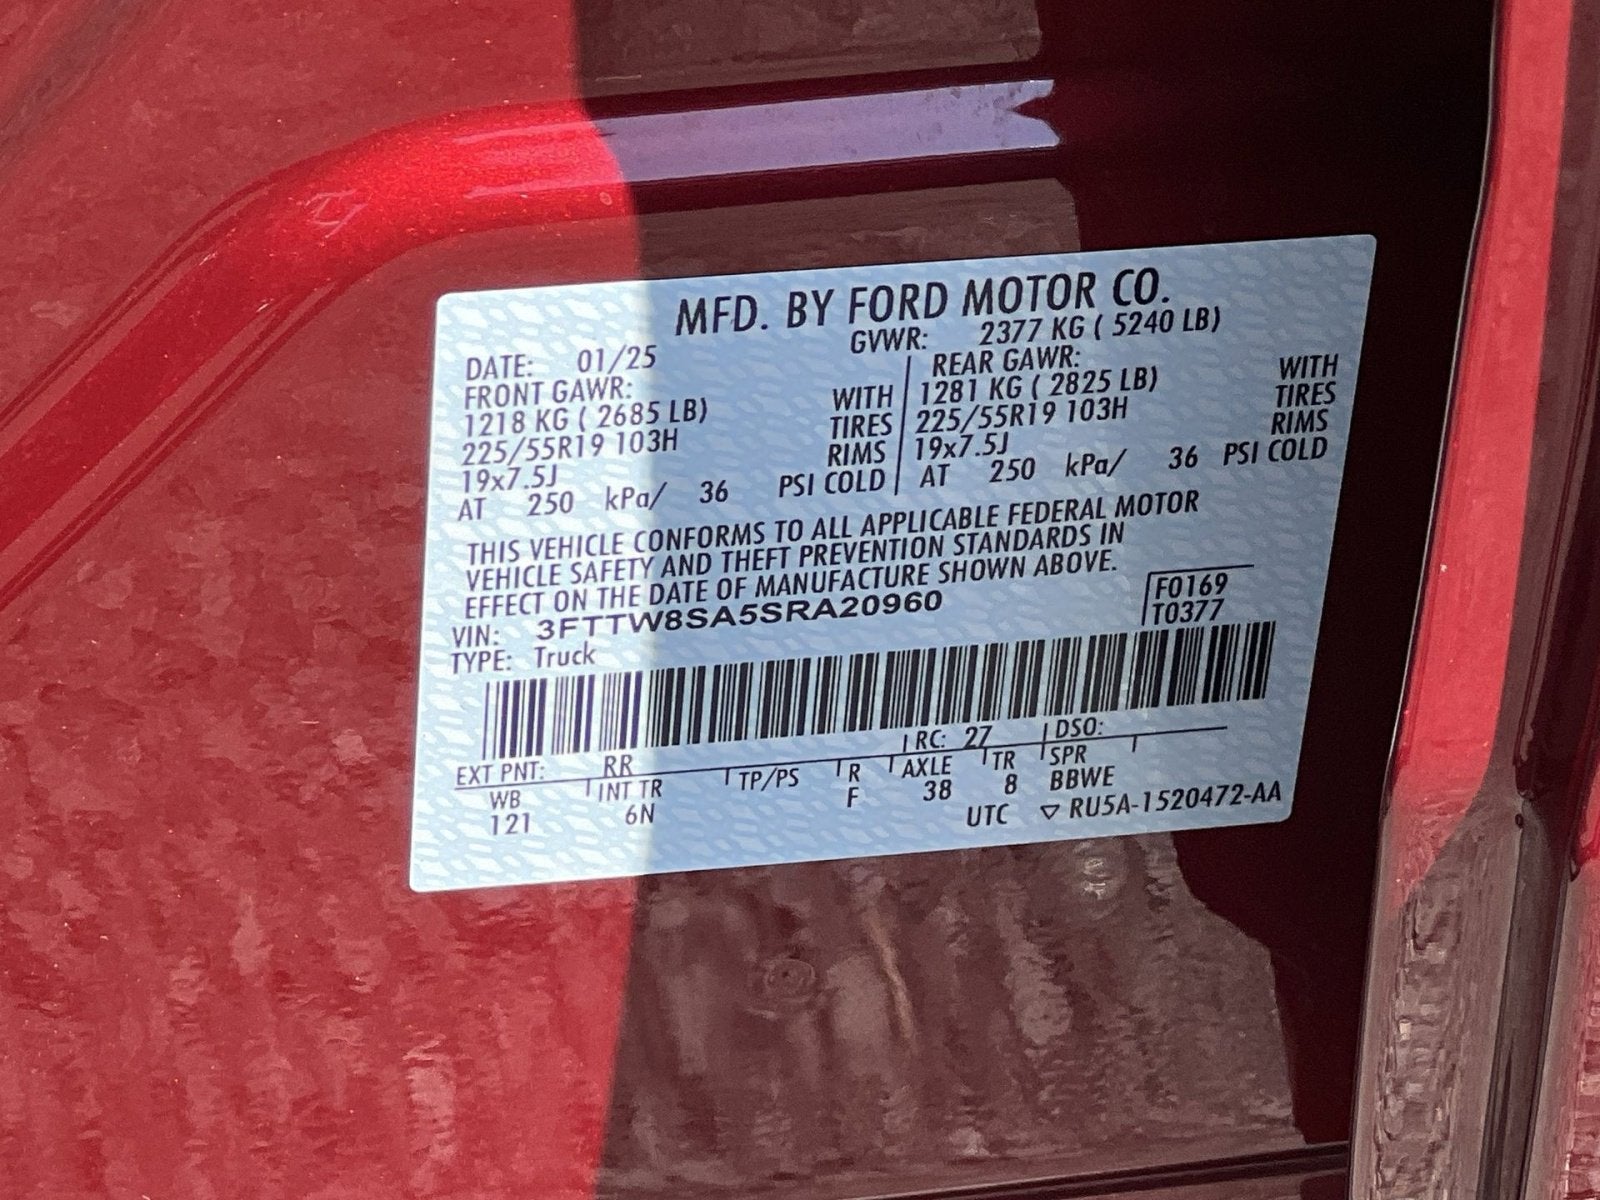 MFD. BY FORD MOTOR CO.
DATE: 01/25 GVWR: 2377 KG ( 5240 LB)
FRONT GAWR: REAR GAWR:
1218 KG ( 2685 LB) WITH 1281 KG ( 2825 LB) WITH
225/55R19 103H TIRES 225/55R19 103H TIRES
19x7.5J RIMS 19x7.5J RIMS
AT 250 kPa/ 36 PSI COLD AT 250 kPa/ 36 PSI COLD
THIS VEHICLE CONFORMS TO ALL APPLICABLE FEDERAL MOTOR
VEHICLE SAFETY AND THEFT PREVENTION STANDARDS IN
EFFECT ON THE DATE OF MANUFACTURE SHOWN ABOVE.
VIN: 3FTTW8SA5SRA20960 F0169
TYPE: Truck T0377
EXT PNT: RR RC: 27 DSO:
WB INT TR TP/PS R AXLE TR SPR
121 6N F 38 8 BBWE
UTC ▽ RU5A-1520472-AA